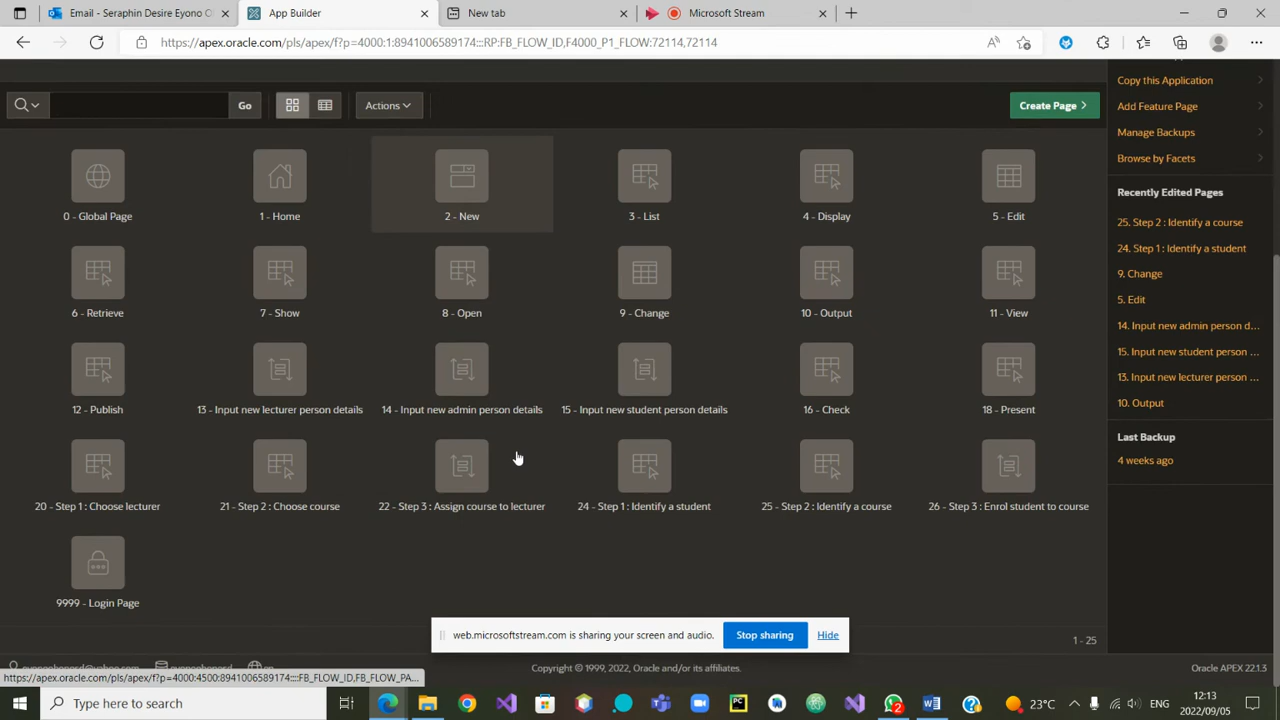 Email - Seraphin Desire Eyono O
App Builder
New tab
Microsoft Stream
https://apex.oracle.com/pls/apex/f?p=4000:1:8941006589174:::RP:FB_FLOW_ID,F4000_P1_FLOW:72114,72114
Copy this Application
Go
Actions
Create Page
Add Feature Page
Manage Backups
Browse by Facets
0 - Global Page
1 - Home
2 - New
3 - List
4 - Display
5 - Edit
Recently Edited Pages
25. Step 2 : Identify a course
24. Step 1 : Identify a student
9. Change
5. Edit
14. Input new admin person d...
15. Input new student person ...
13. Input new lecturer person ...
10. Output
6 - Retrieve
7 - Show
8 - Open
9 - Change
10 - Output
11 - View
12 - Publish
13 - Input new lecturer person details
14 - Input new admin person details
15 - Input new student person details
16 - Check
18 - Present
Last Backup
4 weeks ago
20 - Step 1 : Choose lecturer
21 - Step 2 : Choose course
22 - Step 3 : Assign course to lecturer
24 - Step 1 : Identify a student
25 - Step 2 : Identify a course
26 - Step 3 : Enrol student to course
9999 - Login Page
web.microsoftstream.com is sharing your screen and audio.
Stop sharing
Hide
1 - 25
Copyright © 1999, 2022, Oracle and/or its affiliates.
Oracle APEX 22.1.3
https://apex.oracle.com/pls/apex/f?p=4000:4500:8941006589174::::FB_FLOW_ID,FB_FLOW_PA...
Type here to search
23°C
ENG
12:13
2022/09/05